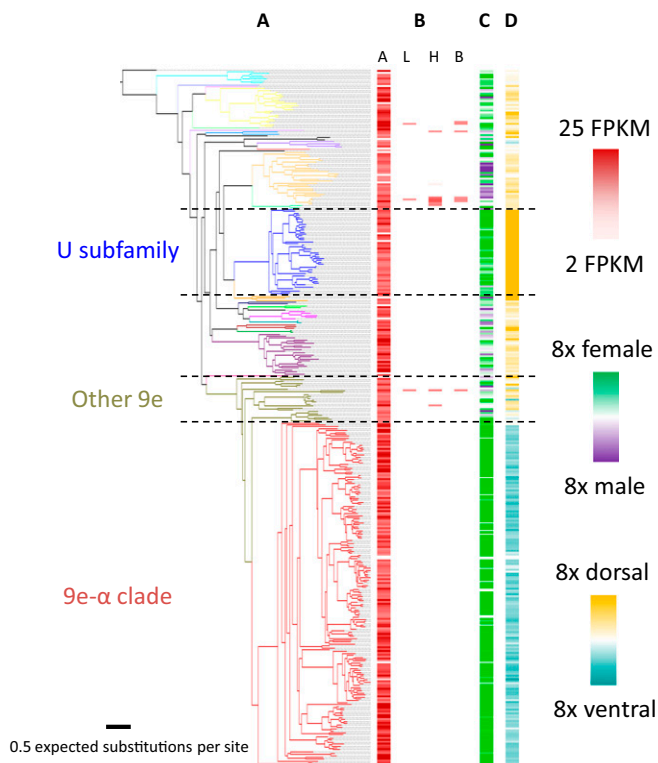 A B C D
A L H B
25 FPKM
2 FPKM
U subfamily
8x female
Other 9e
8x male
8x dorsal
9e-α clade
8x ventral
0.5 expected substitutions per site